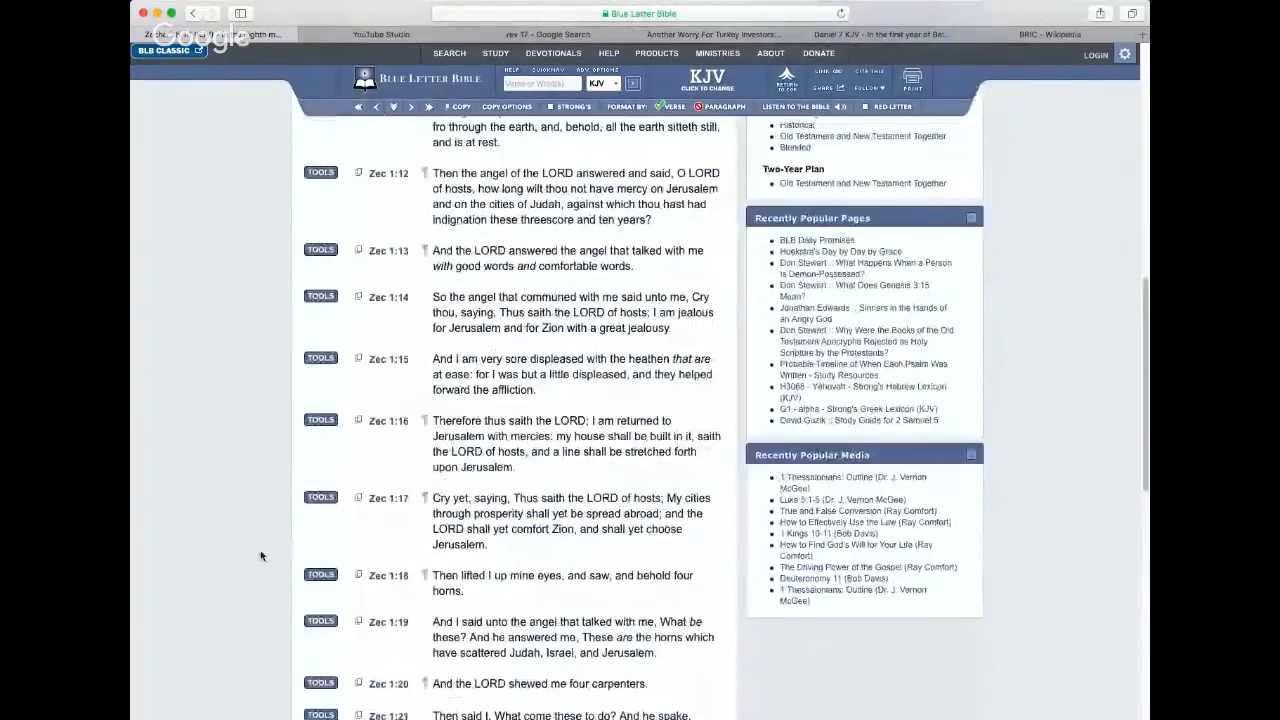 Blue Letter Bible
YouTube Studio
rev 17 - Google Search
Another Worry For Turkey Investors:...
Daniel 7 KJV - In the first year of Bel...
BRIC - Wikipedia
Google
BLB CLASSIC
SEARCH STUDY DEVOTIONALS HELP PRODUCTS MINISTRIES ABOUT DONATE
LOGIN
BLUE LETTER BIBLE
HELP QUICKNAV ADV. OPTIONS
Verse or Word(s) KJV
KJV
CLICK TO CHANGE
RETURN TO TOP
LINK CITE THIS
SHARE FOLLOW
PRINT
COPY COPY OPTIONS STRONG'S FORMAT BY: VERSE PARAGRAPH LISTEN TO THE BIBLE RED-LETTER
fro through the earth, and, behold, all the earth sitteth still,
and is at rest.
TOOLS Zec 1:12 ¶ Then the angel of the LORD answered and said, O LORD
of hosts, how long wilt thou not have mercy on Jerusalem
and on the cities of Judah, against which thou hast had
indignation these threescore and ten years?
TOOLS Zec 1:13 ¶ And the LORD answered the angel that talked with me
with good words and comfortable words.
TOOLS Zec 1:14 So the angel that communed with me said unto me, Cry
thou, saying, Thus saith the LORD of hosts; I am jealous
for Jerusalem and for Zion with a great jealousy
TOOLS Zec 1:15 And I am very sore displeased with the heathen that are
at ease: for I was but a little displeased, and they helped
forward the affliction.
TOOLS Zec 1:16 ¶ Therefore thus saith the LORD; I am returned to
Jerusalem with mercies: my house shall be built in it, saith
the LORD of hosts, and a line shall be stretched forth
upon Jerusalem.
TOOLS Zec 1:17 ¶ Cry yet, saying, Thus saith the LORD of hosts; My cities
through prosperity shall yet be spread abroad; and the
LORD shall yet comfort Zion, and shall yet choose
Jerusalem.
TOOLS Zec 1:18 ¶ Then lifted I up mine eyes, and saw, and behold four
horns.
TOOLS Zec 1:19 And I said unto the angel that talked with me, What be
these? And he answered me, These are the horns which
have scattered Judah, Israel, and Jerusalem.
TOOLS Zec 1:20 ¶ And the LORD shewed me four carpenters.
TOOLS Zec 1:21 Then said I, What come these to do? And he spake,
Historical
Old Testament and New Testament Together
Blended
Two-Year Plan
Old Testament and New Testament Together
Recently Popular Pages
BLB Daily Promises
Huekstra's Day by Day by Grace
Don Stewart :: What Happens When a Person
Is Demon-Possessed?
Don Stewart :: What Does Genesis 3:15
Mean?
Jonathan Edwards :: Sinners in the Hands of
an Angry God
Don Stewart :: Why Were the Books of the Old
Testament Apocrypha Rejected as Holy
Scripture by the Protestants?
Probable Timeline of When Each Psalm Was
Written - Study Resources
H3068 - Yĕhovah - Strong's Hebrew Lexicon
(KJV)
G1 - alpha - Strong's Greek Lexicon (KJV)
David Guzik :: Study Guide for 2 Samuel 5
Recently Popular Media
1 Thessalonians: Outline (Dr. J. Vernon
McGee)
Luke 5:1-5 (Dr. J. Vernon McGee)
True and False Conversion (Ray Comfort)
How to Effectively Use the Law (Ray Comfort)
1 Kings 10-11 (Bob Davis)
How to Find God's Will for Your Life (Ray
Comfort)
The Driving Power of the Gospel (Ray Comfort)
Deuteronomy 11 (Bob Davis)
1 Thessalonians: Outline (Dr. J. Vernon
McGee)